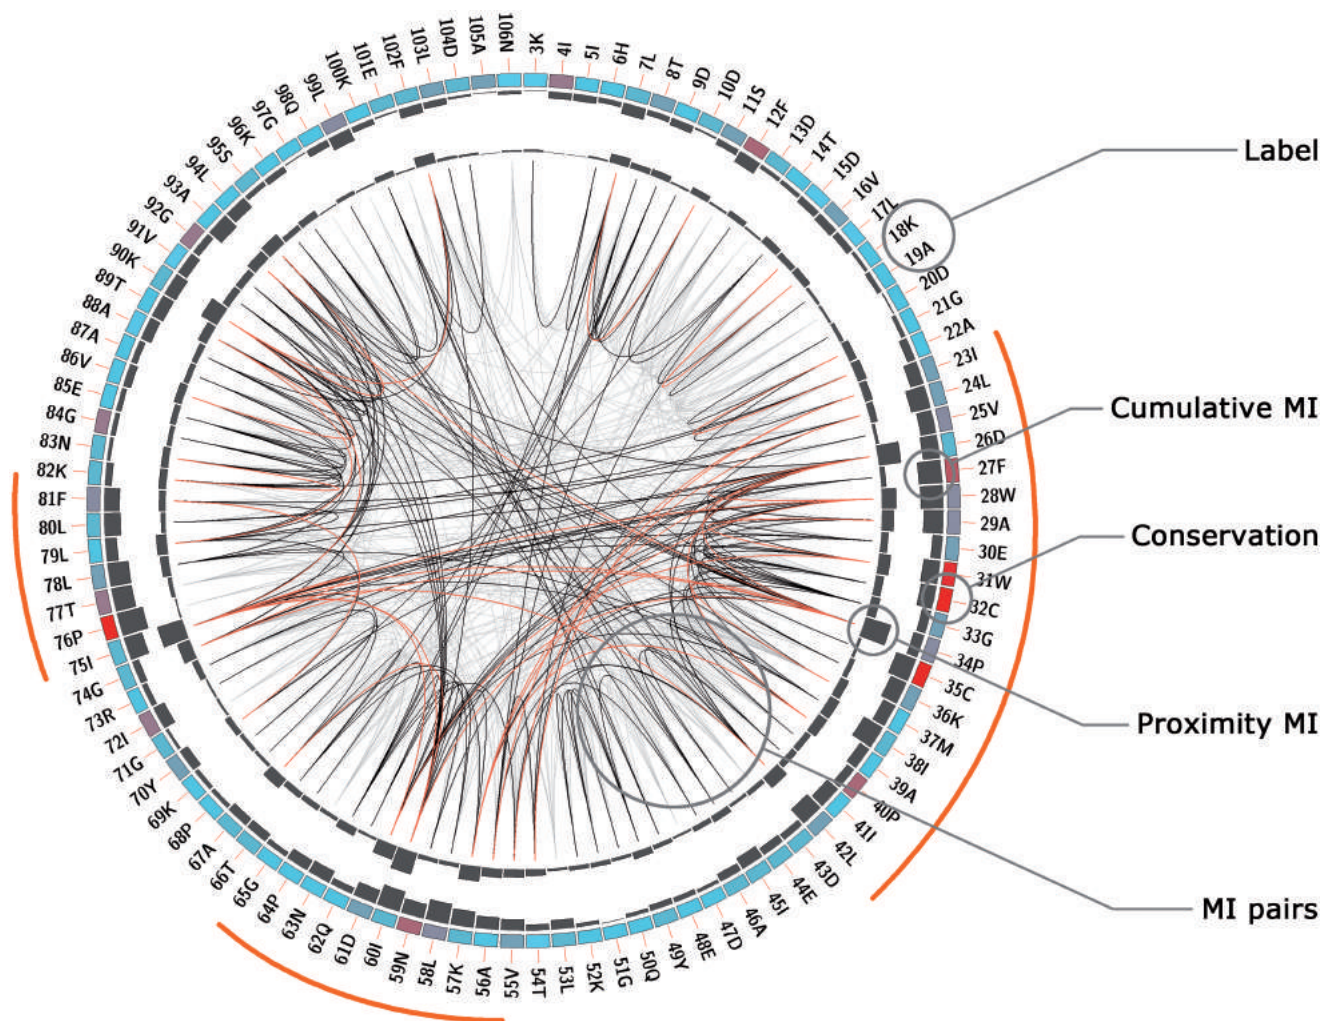 3K
4I
5I
6H
7L
8T
9D
10D
11S
12F
13D
14T
15D
16V
17L
18K
19A
20D
21G
22A
23I
24L
25V
26D
27F
28W
29A
30E
31W
32C
33G
34P
35C
36K
37M
38I
39A
40P
41I
42L
43D
44E
45I
46A
47D
48E
49Y
50Q
51G
52K
53L
54T
55V
56A
57K
58L
59N
60I
61D
62Q
63N
64P
65G
66T
67A
68P
69K
70Y
71G
72I
73R
74G
75I
76P
77T
78L
79L
80L
81F
82K
83N
84G
85E
86V
87A
88A
89T
90K
91V
92G
93A
94L
95S
96K
97G
98Q
99L
100K
101E
102F
103L
104D
105A
106N
Label
Cumulative MI
Conservation
Proximity MI
MI pairs